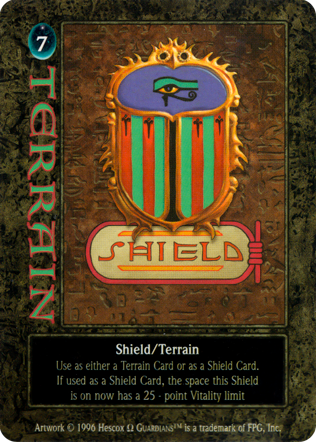 7
TERRAIN
SHIELD
Shield/Terrain
Use as either a Terrain Card or as a Shield Card.
If used as a Shield Card, the space this Shield
is on now has a 25 - point Vitality limit
Artwork © 1996 Hescox Ω GUARDIANS™ is a trademark of FPG, Inc.